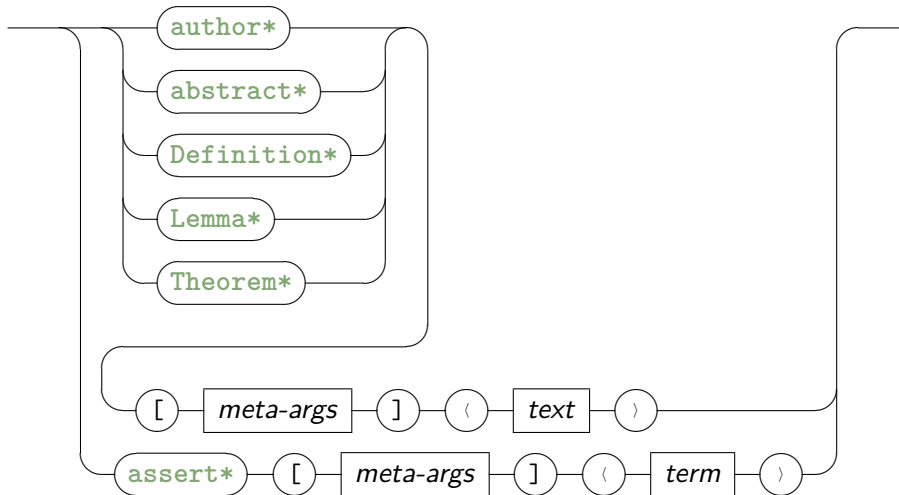 author*
abstract*
Definition*
Lemma*
Theorem*
[ meta-args ] ⟨ text ⟩
assert* [ meta-args ] ⟨ term ⟩